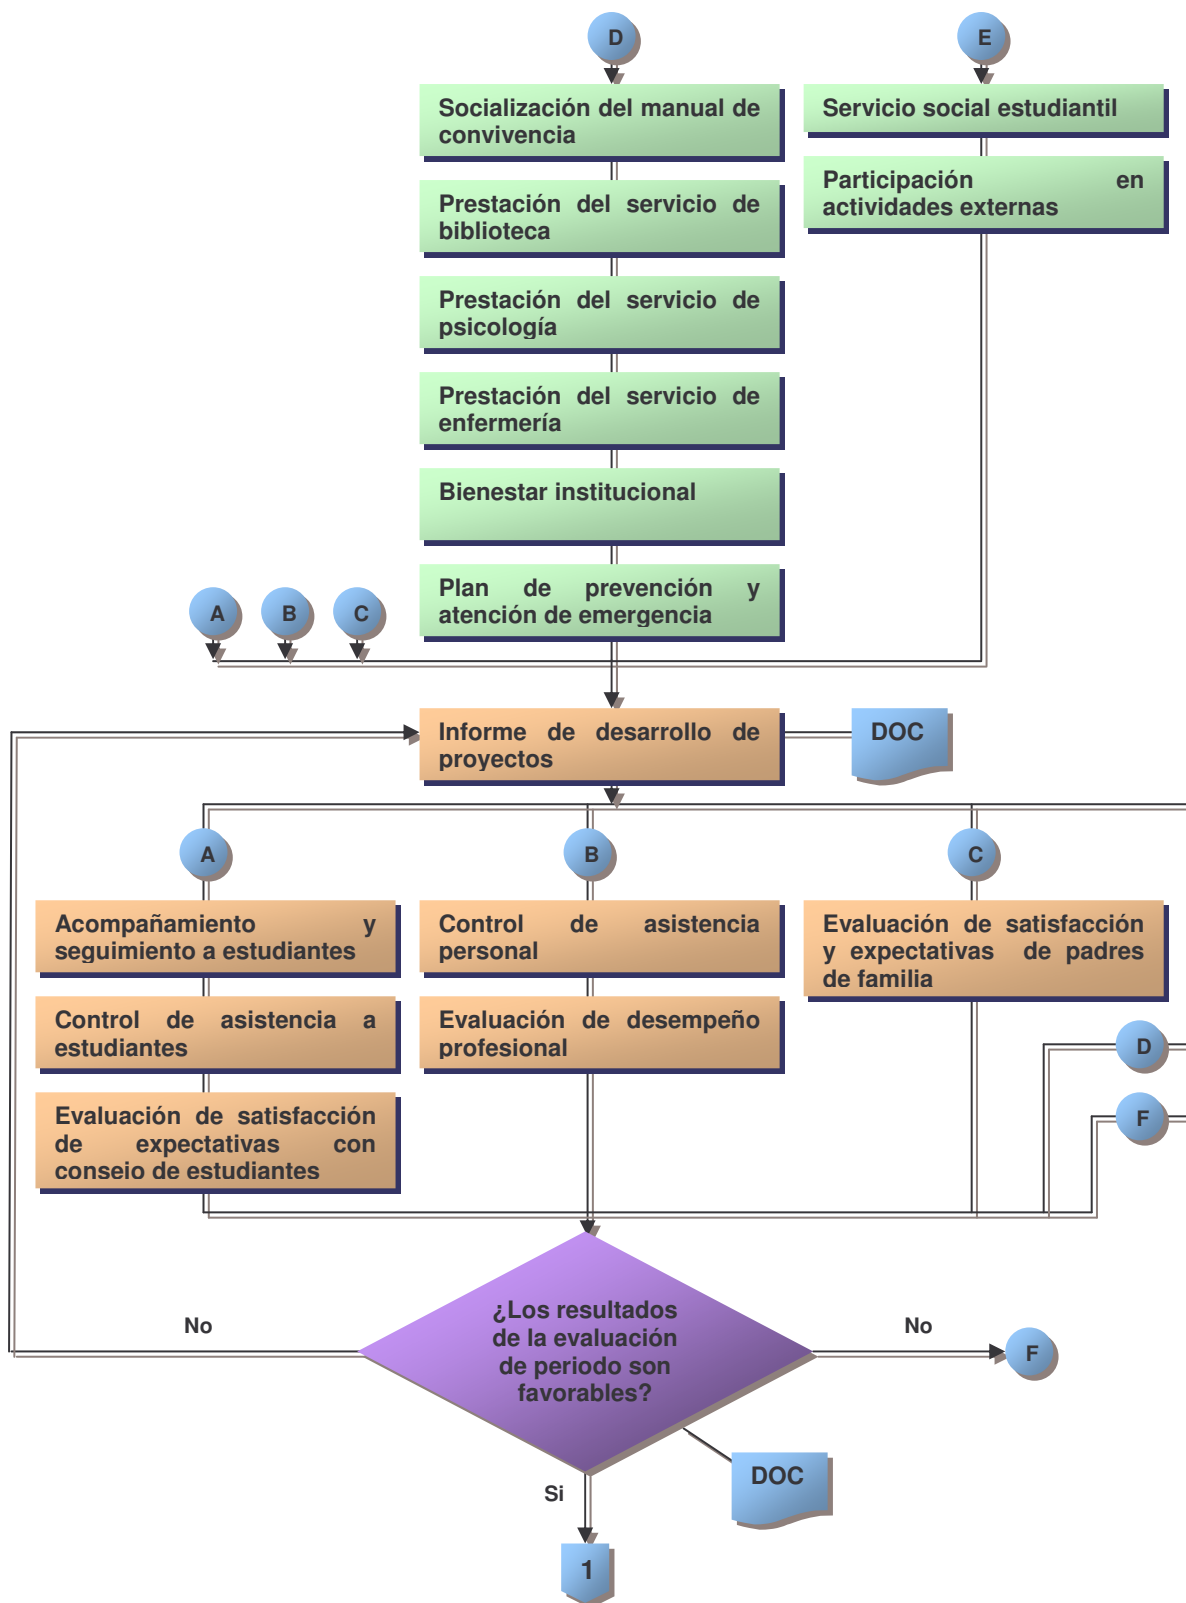 D
E
Socialización del manual de
convivencia
Servicio social estudiantil
Participación en
actividades externas
Prestación del servicio de
biblioteca
Prestación del servicio de
psicología
Prestación del servicio de
enfermería
Bienestar institucional
Plan de prevención y
atención de emergencia
A
B
C
Informe de desarrollo de
proyectos
DOC
A
B
C
Acompañamiento y
seguimiento a estudiantes
Control de asistencia
personal
Evaluación de satisfacción
y expectativas de padres
de familia
Control de asistencia a
estudiantes
Evaluación de desempeño
profesional
D
F
Evaluación de satisfacción
de expectativas con
consejo de estudiantes
¿Los resultados
de la evaluación
de periodo son
favorables?
No
No
F
DOC
Si
1